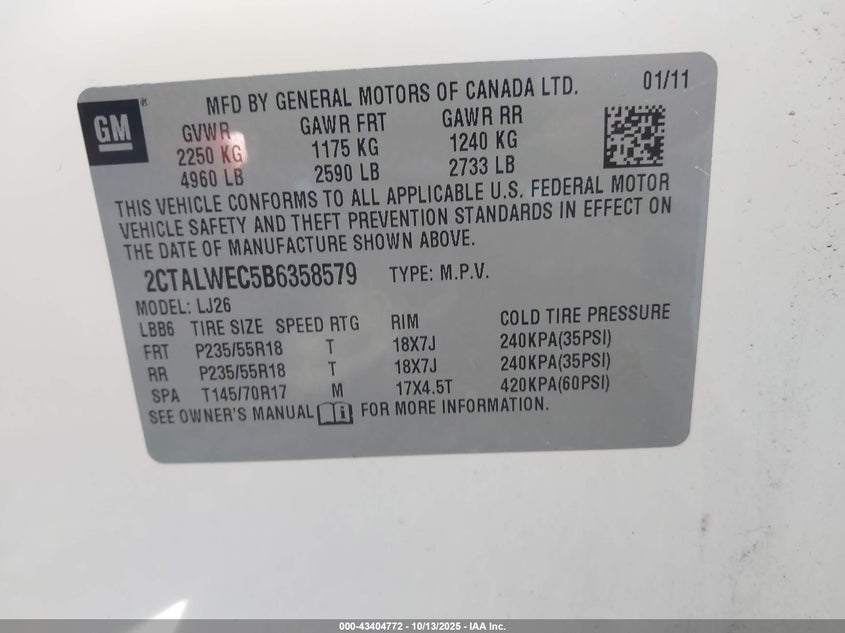 MFD BY GENERAL MOTORS OF CANADA LTD. 01/11
GM ®
GVWR GAWR FRT GAWR RR
2250 KG 1175 KG 1240 KG
4960 LB 2590 LB 2733 LB
THIS VEHICLE CONFORMS TO ALL APPLICABLE U.S. FEDERAL MOTOR
VEHICLE SAFETY AND THEFT PREVENTION STANDARDS IN EFFECT ON
THE DATE OF MANUFACTURE SHOWN ABOVE.
2CTALWEC5B6358579 TYPE: M.P.V.
MODEL: LJ26
LBB6 TIRE SIZE SPEED RTG RIM COLD TIRE PRESSURE
FRT P235/55R18 T 18X7J 240KPA(35PSI)
RR P235/55R18 T 18X7J 240KPA(35PSI)
SPA T145/70R17 M 17X4.5T 420KPA(60PSI)
SEE OWNER'S MANUAL FOR MORE INFORMATION.
000-43404772 - 10/13/2025 - IAA Inc.